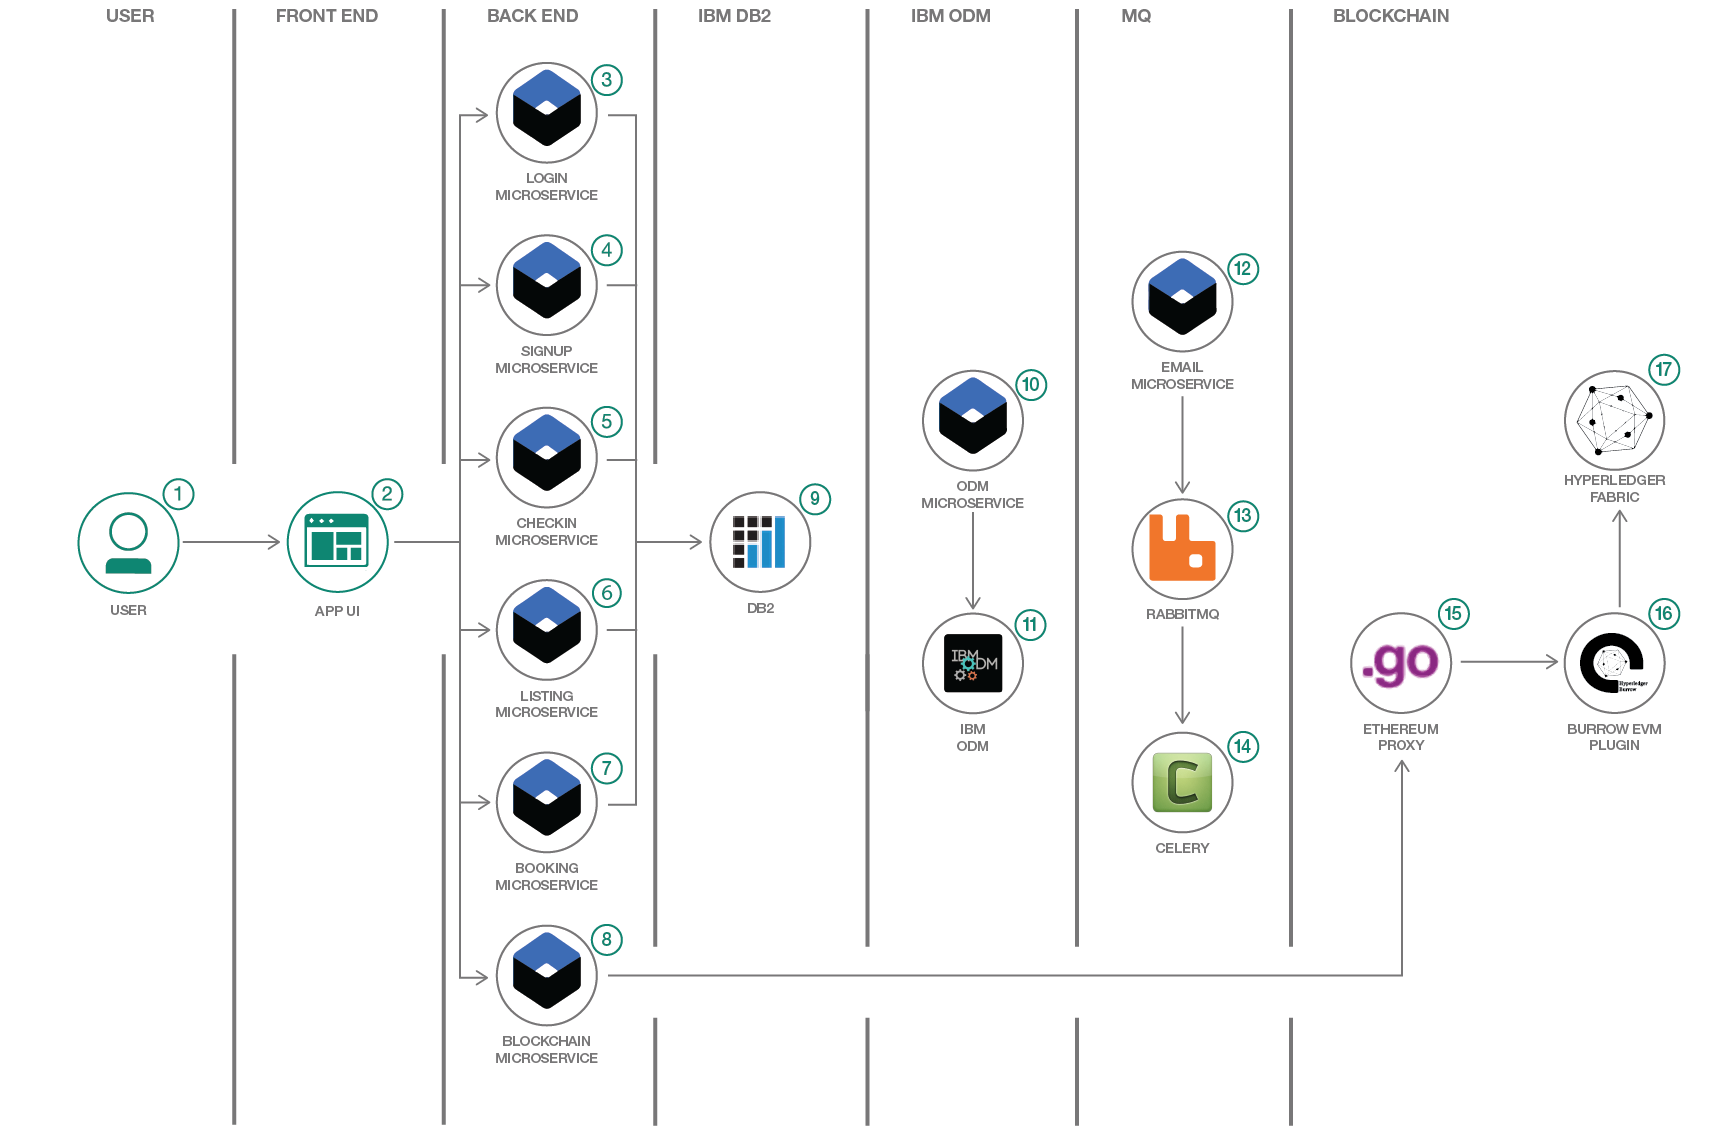 USER
FRONT END
BACK END
IBM DB2
IBM ODM
MQ
BLOCKCHAIN
1
USER
2
APP UI
3
LOGIN
MICROSERVICE
4
SIGNUP
MICROSERVICE
5
CHECKIN
MICROSERVICE
6
LISTING
MICROSERVICE
7
BOOKING
MICROSERVICE
8
BLOCKCHAIN
MICROSERVICE
9
DB2
10
ODM
MICROSERVICE
11
IBM
ODM
IBM
ODM
12
EMAIL
MICROSERVICE
13
RABBITMQ
14
C
CELERY
15
.go
ETHEREUM
PROXY
16
Hyperledger
Burrow
BURROW EVM
PLUGIN
17
HYPERLEDGER
FABRIC